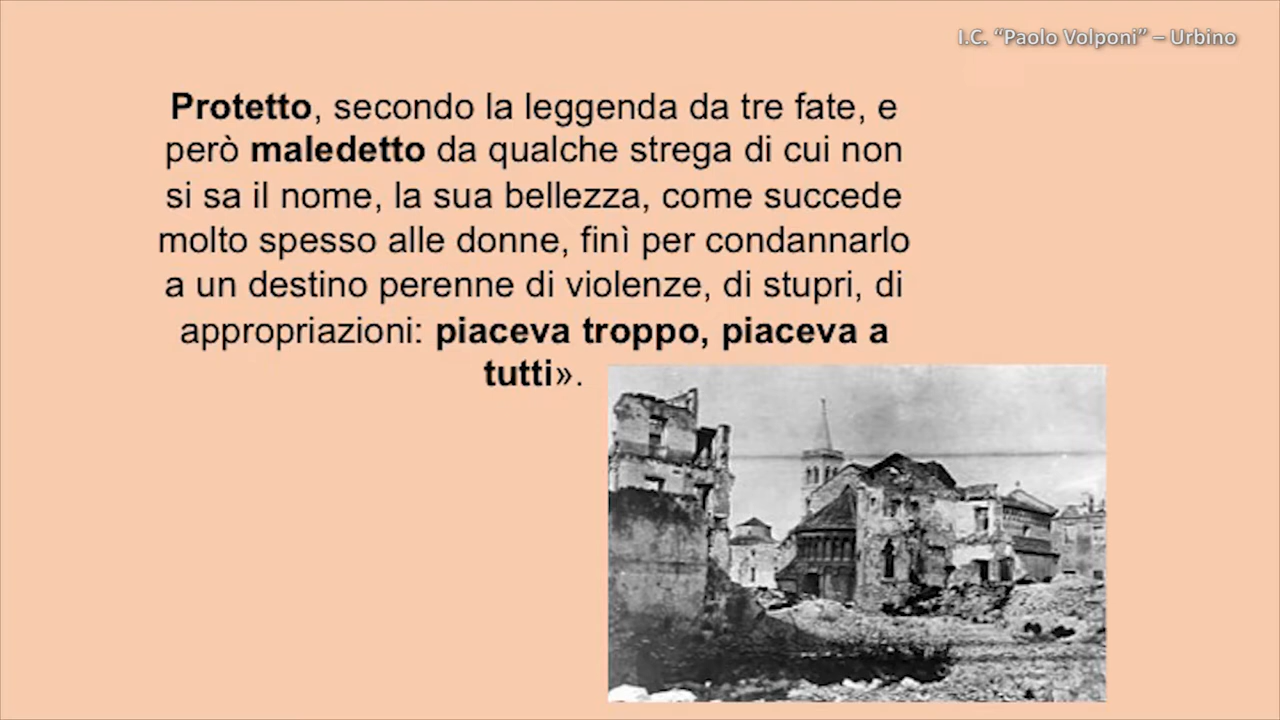 I.C. “Paolo Volponi” – Urbino
Protetto, secondo la leggenda da tre fate, e
però maledetto da qualche strega di cui non
si sa il nome, la sua bellezza, come succede
molto spesso alle donne, finì per condannarlo
a un destino perenne di violenze, di stupri, di
appropriazioni: piaceva troppo, piaceva a
tutti».